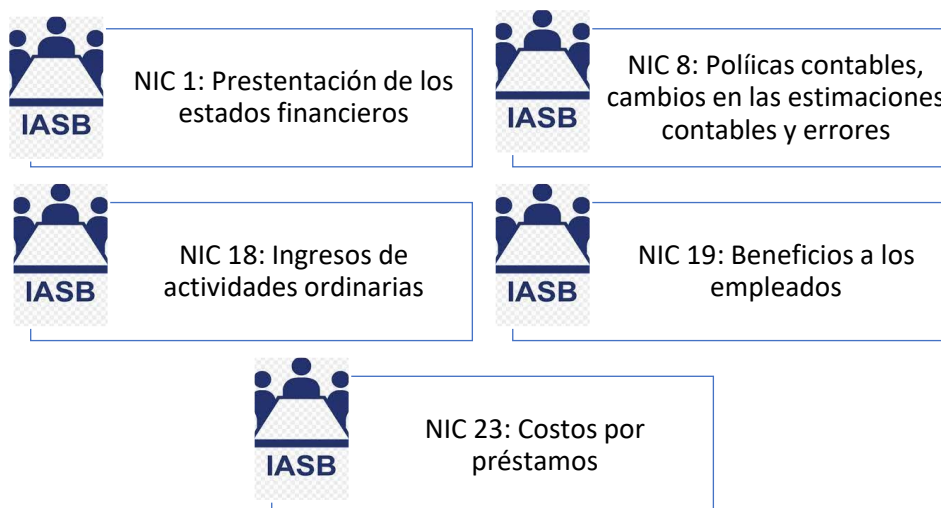 IASB
NIC 1: Prestentación de los
estados financieros
IASB
NIC 8: Políicas contables,
cambios en las estimaciones
contables y errores
IASB
NIC 18: Ingresos de
actividades ordinarias
IASB
NIC 19: Beneficios a los
empleados
IASB
NIC 23: Costos por
préstamos